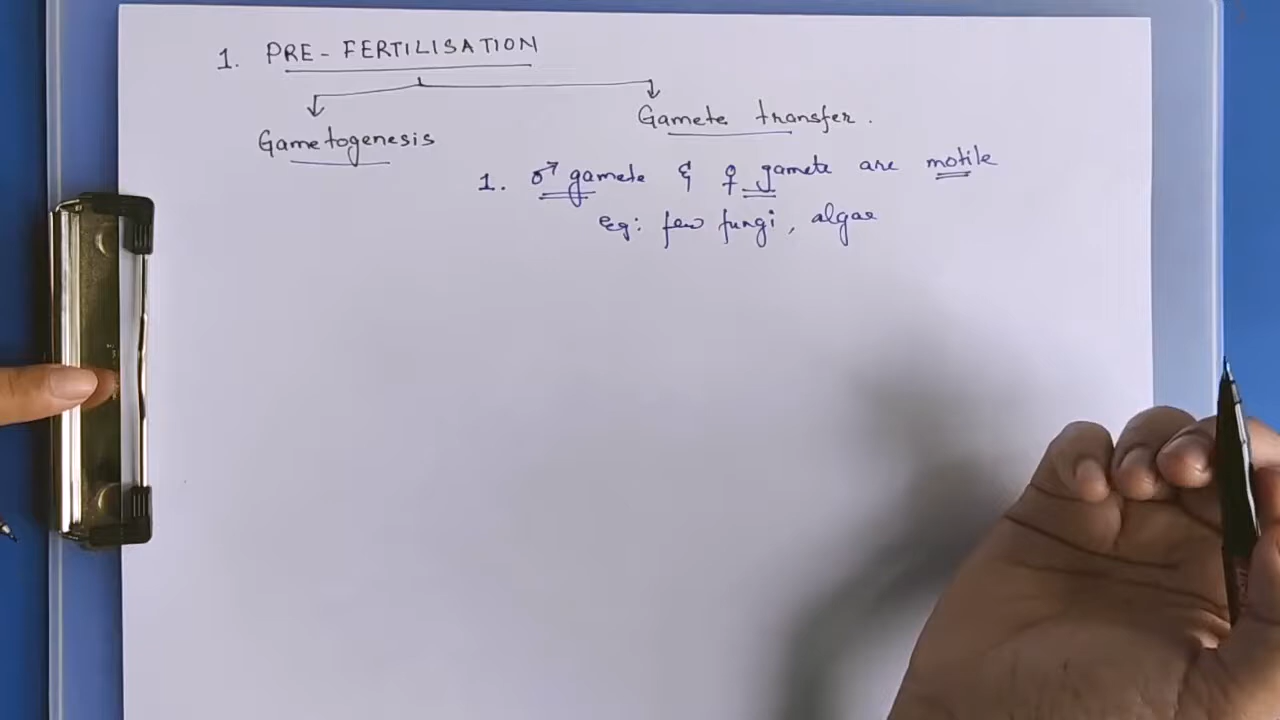 1. PRE - FERTILISATION
Gametogenesis
Gamete transfer.
1. ♂ gamete & ♀ gamete are motile
eg: few fungi, algae